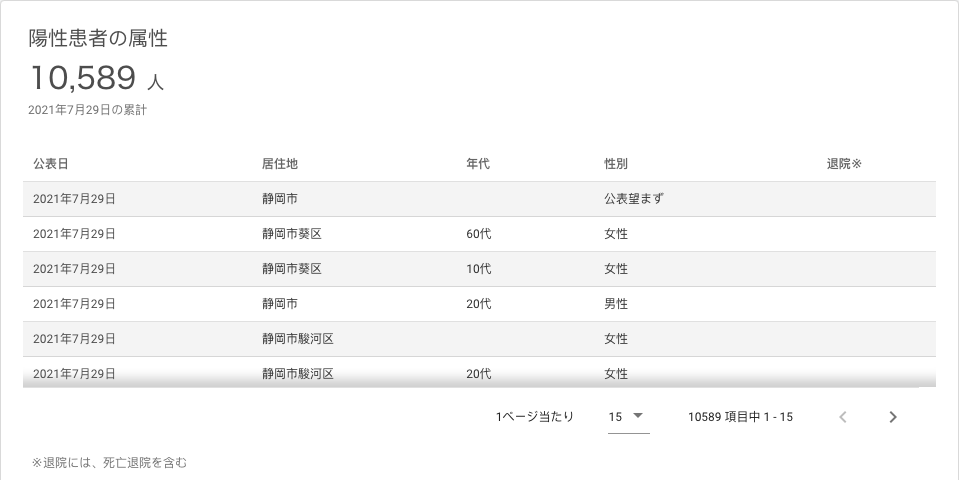 陽性患者の属性
10,589 人
2021年7月29日の累計
公表日 居住地 年代 性別 退院※
2021年7月29日 静岡市 公表望まず
2021年7月29日 静岡市葵区 60代 女性
2021年7月29日 静岡市葵区 10代 女性
2021年7月29日 静岡市 20代 男性
2021年7月29日 静岡市駿河区 女性
2021年7月29日 静岡市駿河区 20代 女性
1ページ当たり 15 10589 項目中 1 - 15
※退院には、死亡退院を含む